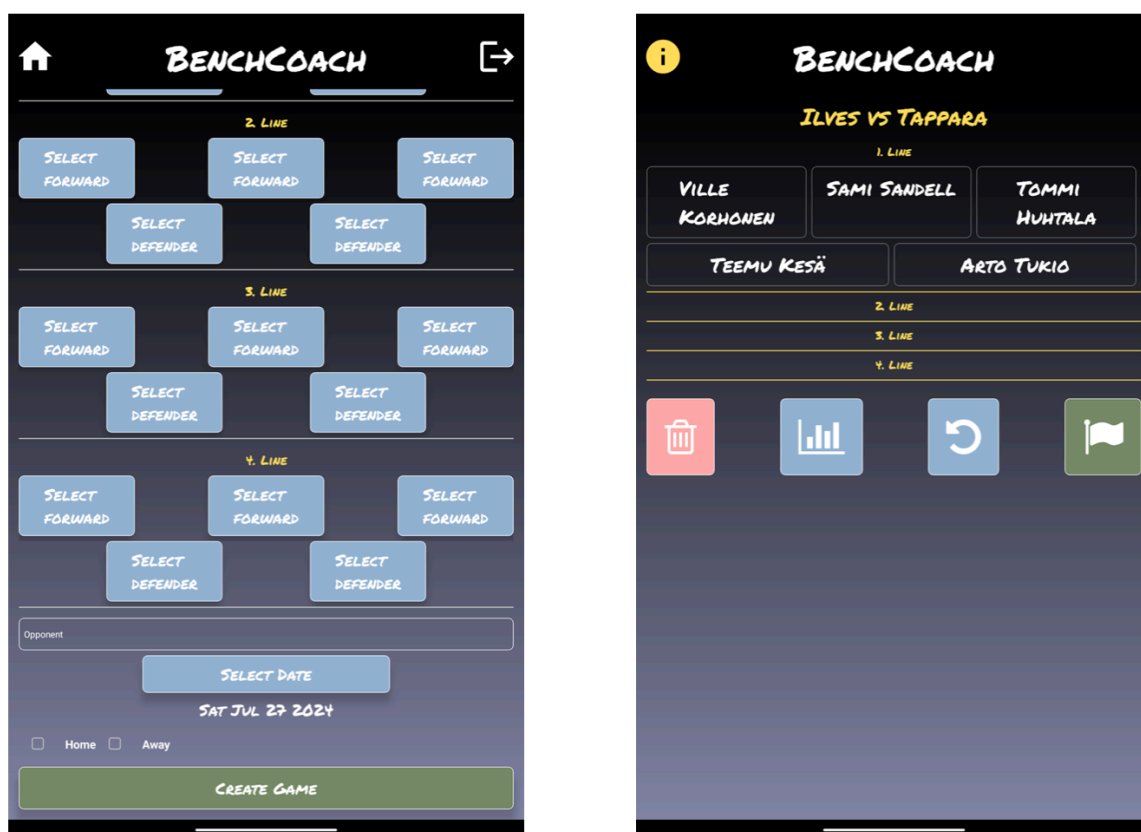 BenchCoach
2. Line
Select forward
Select forward
Select forward
Select defender
Select defender
3. Line
Select forward
Select forward
Select forward
Select defender
Select defender
4. Line
Select forward
Select forward
Select forward
Select defender
Select defender
Opponent
Select Date
Sat Jul 27 2024
Home Away
Create Game
BenchCoach
Ilves vs Tappara
1. Line
Ville Korhonen
Sami Sandell
Tommi Huhtala
Teemu Kesä
Arto Tukio
2. Line
3. Line
4. Line